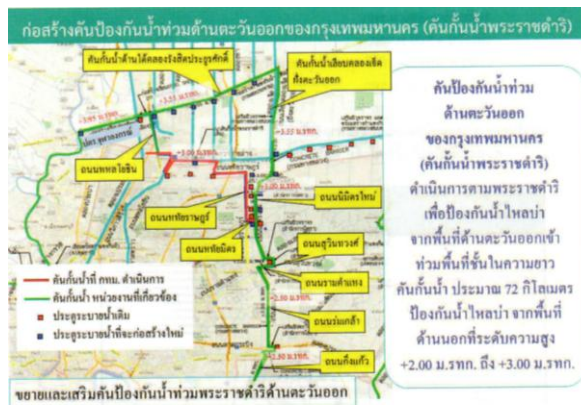 ก่อสร้างคันป้องกันน้ำท่วมด้านตะวันออกของกรุงเทพมหานคร (คันกั้นน้ำพระราชดำริ)
คันกั้นน้ำด้านใต้คลองรังสิตประยูรศักดิ์
คันกั้นน้ำเลียบคลองเจ็ด
ฝั่งตะวันออก
ถนนพหลโยธิน
+3.00 ม.รทก.
ถนนหทัยราษฎร์
ถนนนิมิตรใหม่
ถนนหทัยมิตร
ถนนสุวินทวงศ์
ถนนรามคำแหง
ถนนร่มเกล้า
ถนนกิ่งแก้ว
คันกั้นน้ำที่ กทม. ดำเนินการ
คันกั้นน้ำ หน่วยงานที่เกี่ยวข้อง
ประตูระบายน้ำเดิม
ประตูระบายน้ำที่จะก่อสร้างใหม่
ขยายและเสริมคันป้องกันน้ำท่วมพระราชดำริด้านตะวันออก
คันป้องกันน้ำท่วม
ด้านตะวันออก
ของกรุงเทพมหานคร
(คันกั้นน้ำพระราชดำริ)
ดำเนินการตามพระราชดำริ
เพื่อป้องกันน้ำไหลบ่า
จากพื้นที่ด้านตะวันออกเข้า
ท่วมพื้นที่ชั้นในความยาว
คันกั้นน้ำ ประมาณ 72 กิโลเมตร
ป้องกันน้ำไหลบ่า จากพื้นที่
ด้านนอกที่ระดับความสูง
+2.00 ม.รทก. ถึง +3.00 ม.รทก.